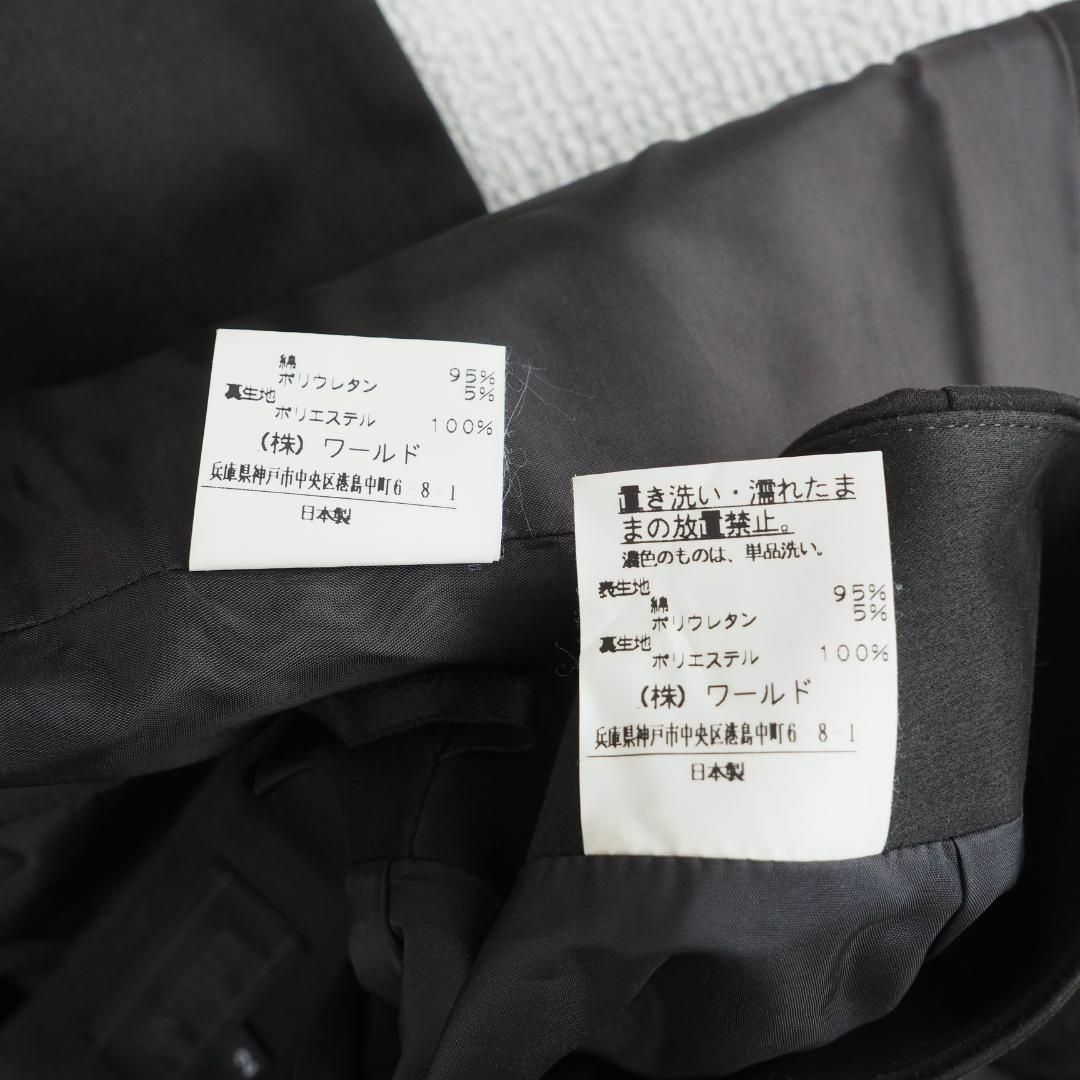 綿 95%
ポリウレタン 5%
裏生地
ポリエステル 100%
(株) ワールド
兵庫県神戸市中央区港島中町6-8-1
日本製
置き洗い・濡れたま
まの放置禁止。
濃色のものは、単品洗い。
表生地
綿 95%
ポリウレタン 5%
裏生地
ポリエステル 100%
(株) ワールド
兵庫県神戸市中央区港島中町6-8-1
日本製
2